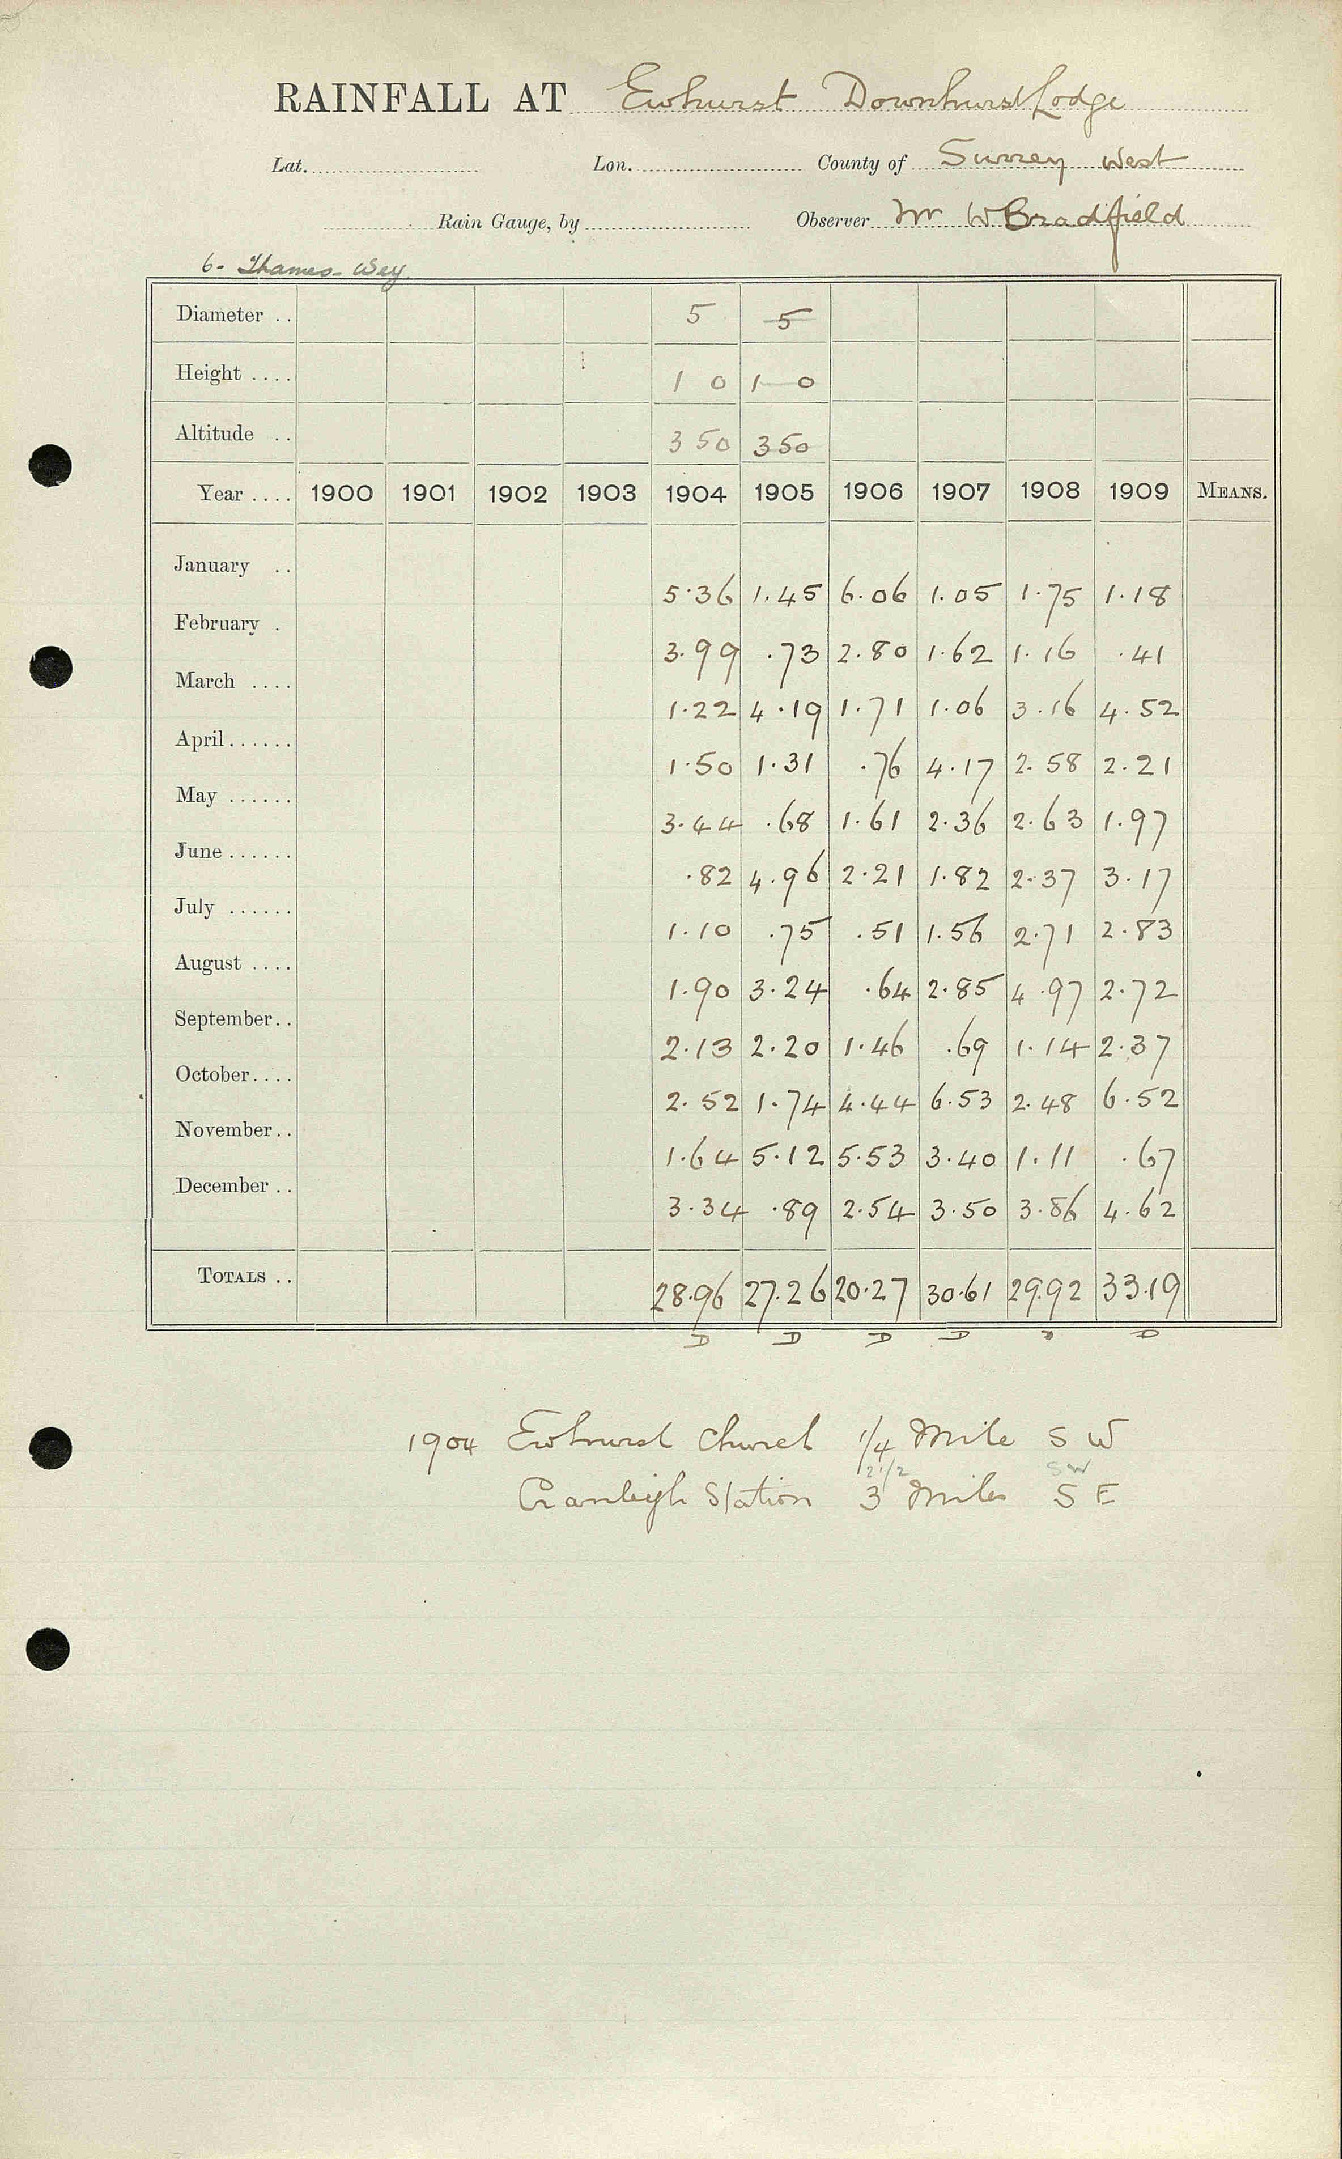 RAINFALL AT Ewhurst Downhurst Lodge
Lat. Lon. County of Surrey West
Rain Gauge, by Observer Mr W Bradfield
6- Thames-Wey
Diameter .. 5 5
Height .... 1 0 1 0
Altitude .. 350 350
Year .... 1900 1901 1902 1903 1904 1905 1906 1907 1908 1909 MEANS.
January .. 5.36 1.45 6.06 1.05 1.75 1.18
February . 3.99 .73 2.80 1.62 1.16 .41
March .... 1.22 4.19 1.71 1.06 3.16 4.52
April...... 1.50 1.31 .76 4.17 2.58 2.21
May ...... 3.44 .68 1.61 2.36 2.63 1.97
June ...... .82 4.96 2.21 1.82 2.37 3.17
July ...... 1.10 .75 .51 1.56 2.71 2.83
August .... 1.90 3.24 .64 2.85 4.97 2.72
September.. 2.13 2.20 1.46 .69 1.14 2.37
October.... 2.52 1.74 4.44 6.53 2.48 6.52
November.. 1.64 5.12 5.53 3.40 1.11 .67
December .. 3.34 .89 2.54 3.50 3.86 4.62
TOTALS .. 28.96 27.26 20.27 30.61 29.92 33.19
D D D D D
1904 Ewhurst Church 1/4 Mile S W
2 1/2 SW
Cranleigh Station 3 Miles S E